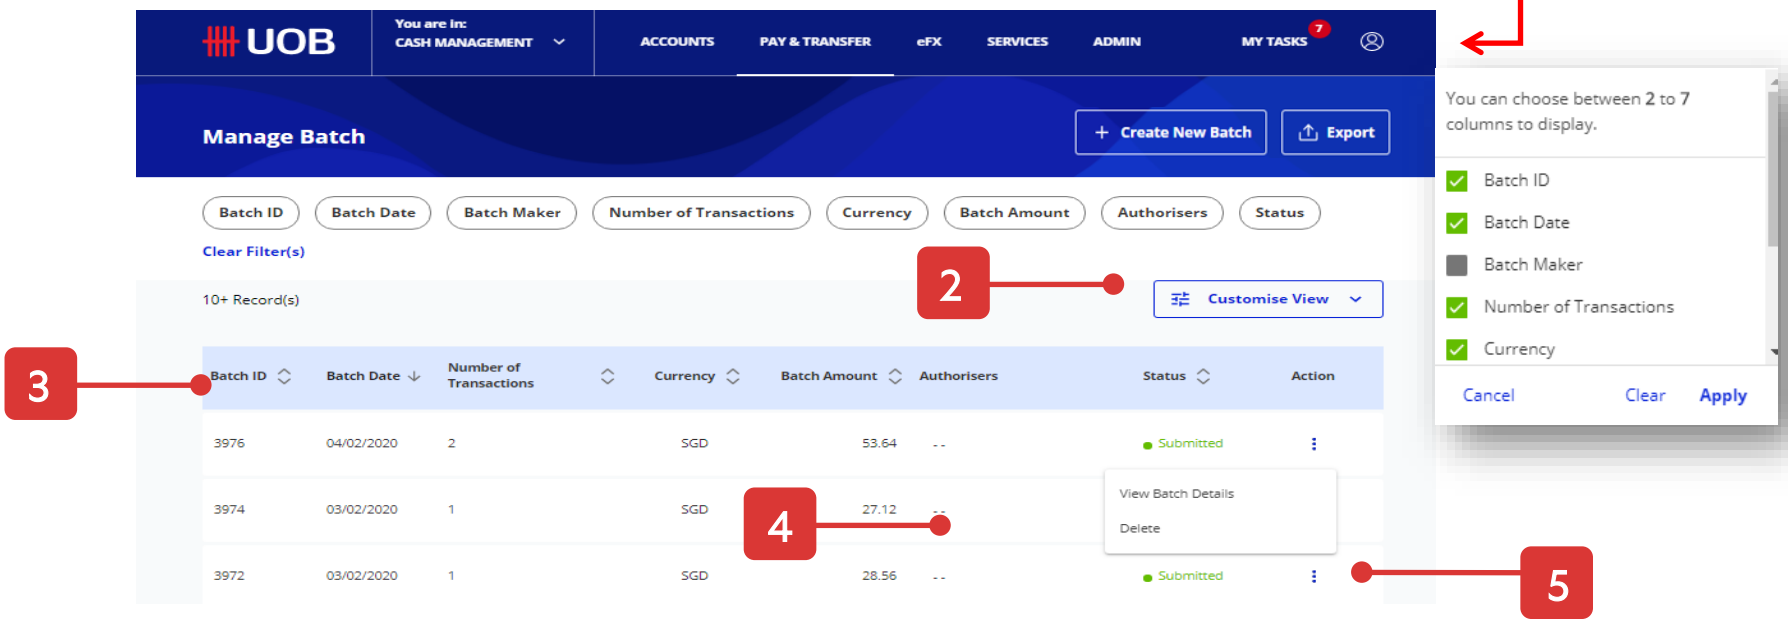 UOB
You are in:
CASH MANAGEMENT
ACCOUNTS
PAY & TRANSFER
eFX
SERVICES
ADMIN
MY TASKS
7
Manage Batch
+ Create New Batch
Export
Batch ID
Batch Date
Batch Maker
Number of Transactions
Currency
Batch Amount
Authorisers
Status
Clear Filter(s)
10+ Record(s)
2
Customise View
3
Batch ID
Batch Date
Number of
Transactions
Currency
Batch Amount
Authorisers
Status
Action
3976 04/02/2020 2 SGD 53.64 - - Submitted
3974 03/02/2020 1 SGD 27.12 - -
View Batch Details
Delete
4
3972 03/02/2020 1 SGD 28.56 - - Submitted
5
You can choose between 2 to 7
columns to display.
Batch ID
Batch Date
Batch Maker
Number of Transactions
Currency
Cancel
Clear
Apply